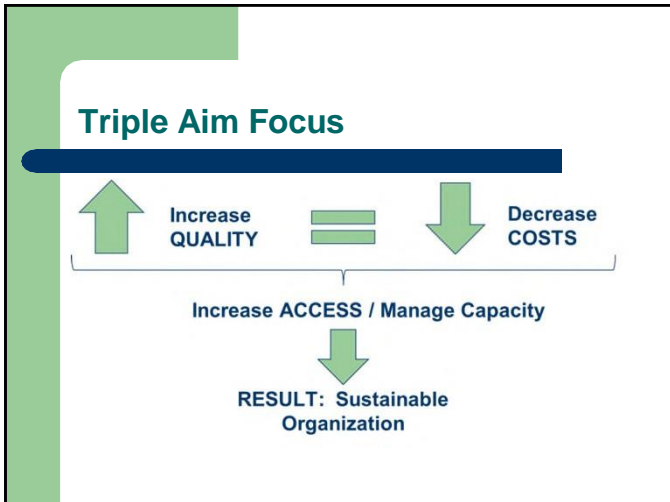 Triple Aim Focus
Increase
QUALITY
Decrease
COSTS
Increase ACCESS / Manage Capacity
RESULT: Sustainable
Organization